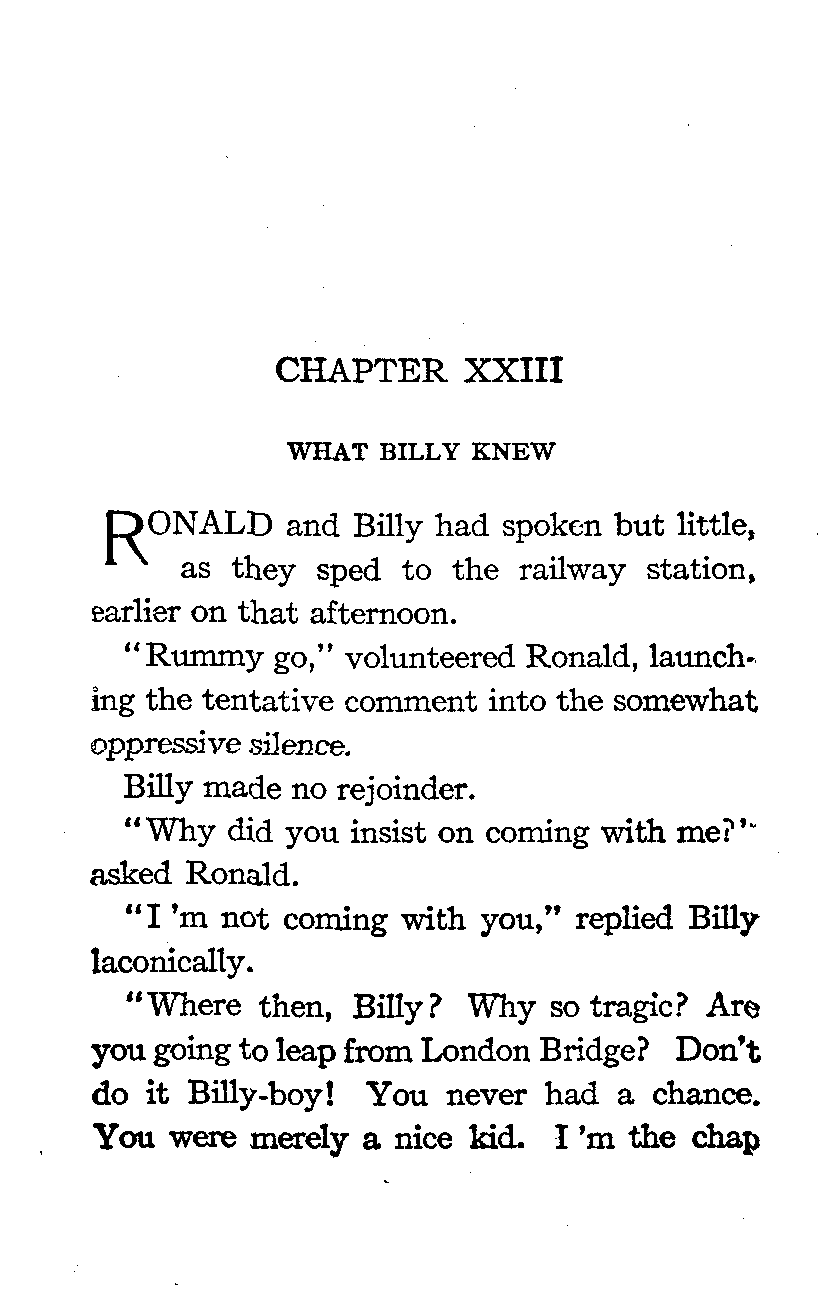 CHAPTER XXIII
WHAT BILLY KNEW
RONALD and Billy had spoken but little,
as they sped to the railway station,
earlier on that afternoon.
"Rummy go," volunteered Ronald, launch-
ing the tentative comment into the somewhat
oppressive silence.
Billy made no rejoinder.
"Why did you insist on coming with me?"
asked Ronald.
"I 'm not coming with you," replied Billy
laconically.
"Where then, Billy? Why so tragic? Are
you going to leap from London Bridge? Don't
do it Billy-boy! You never had a chance.
You were merely a nice kid. I 'm the chap